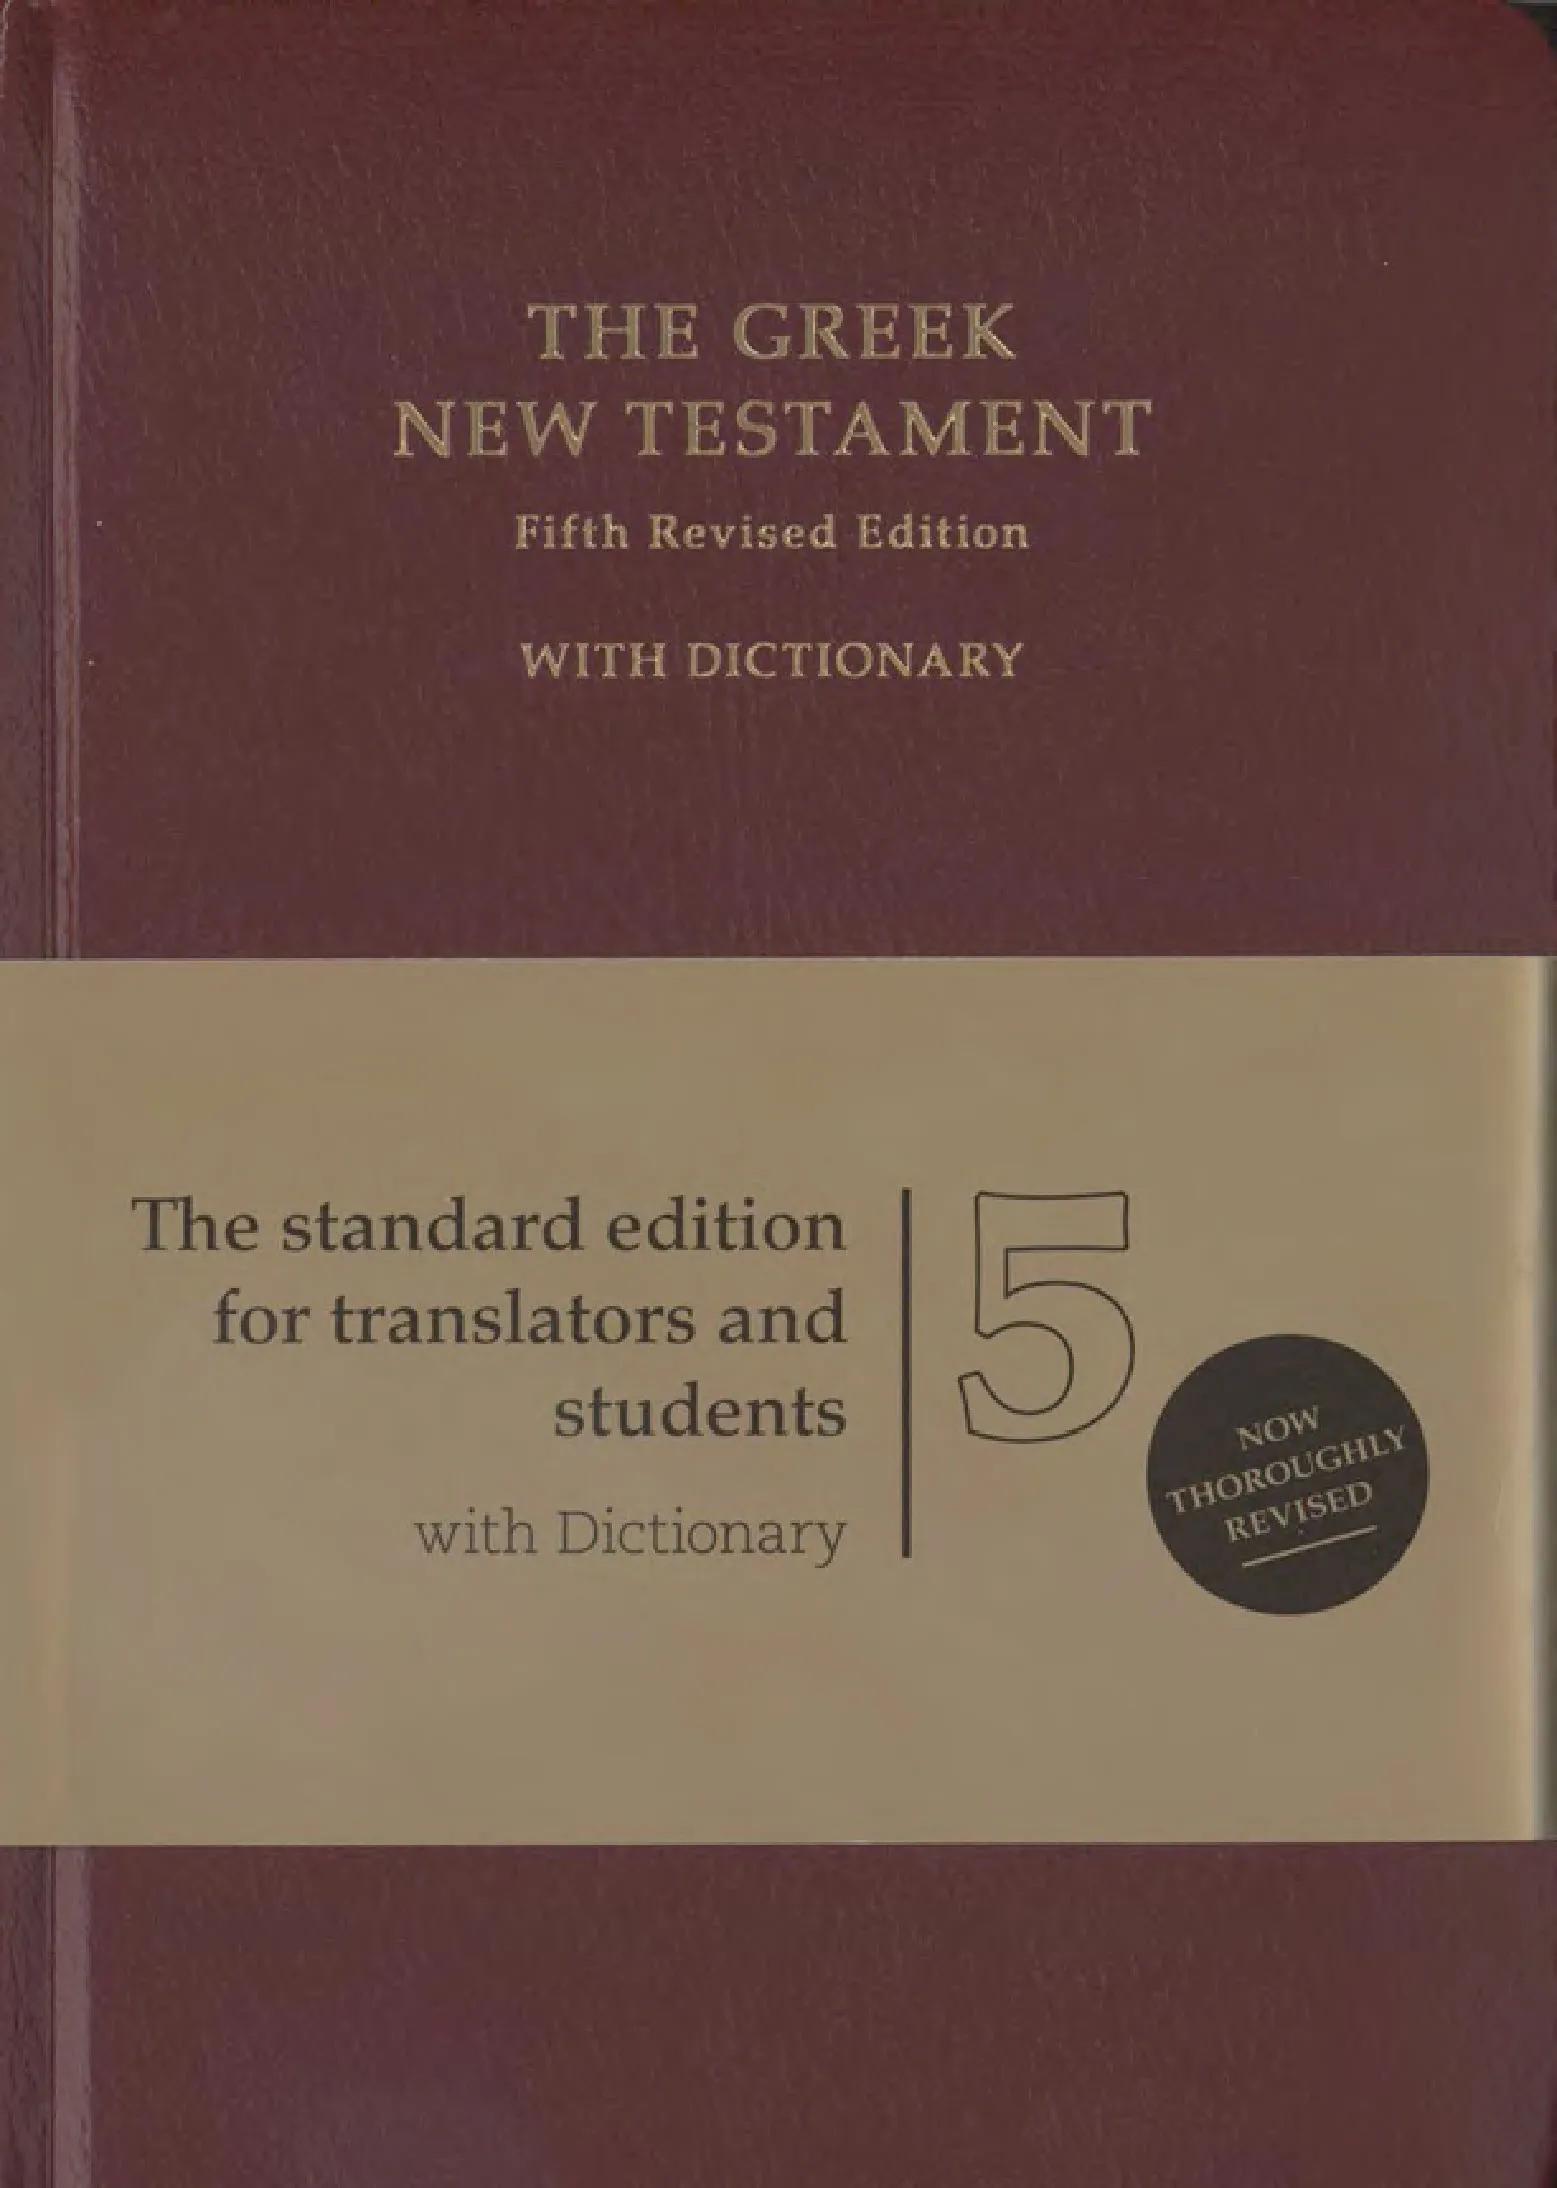 THE GREEK
NEW TESTAMENT
Fifth Revised Edition
WITH DICTIONARY
The standard edition
for translators and
students
with Dictionary
5
NOW
THOROUGHLY
REVISED